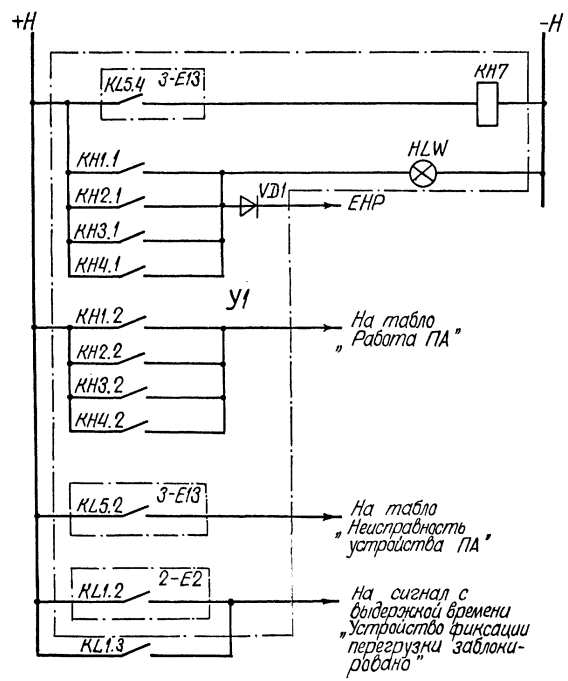 +Н
-Н
KL5.4
3-E13
KH7
KH1.1
HLW
KH2.1
VD1
EHP
KH3.1
KH4.1
У1
KH1.2
На табло
„Работа ПА"
KH2.2
KH3.2
KH4.2
KL5.2
3-E13
На табло
„Неисправность
устройства ПА"
KL1.2
2-E2
На сигнал с
выдержкой времени
„Устройство фиксации
перегрузки заблоки-
ровано"
KL1.3